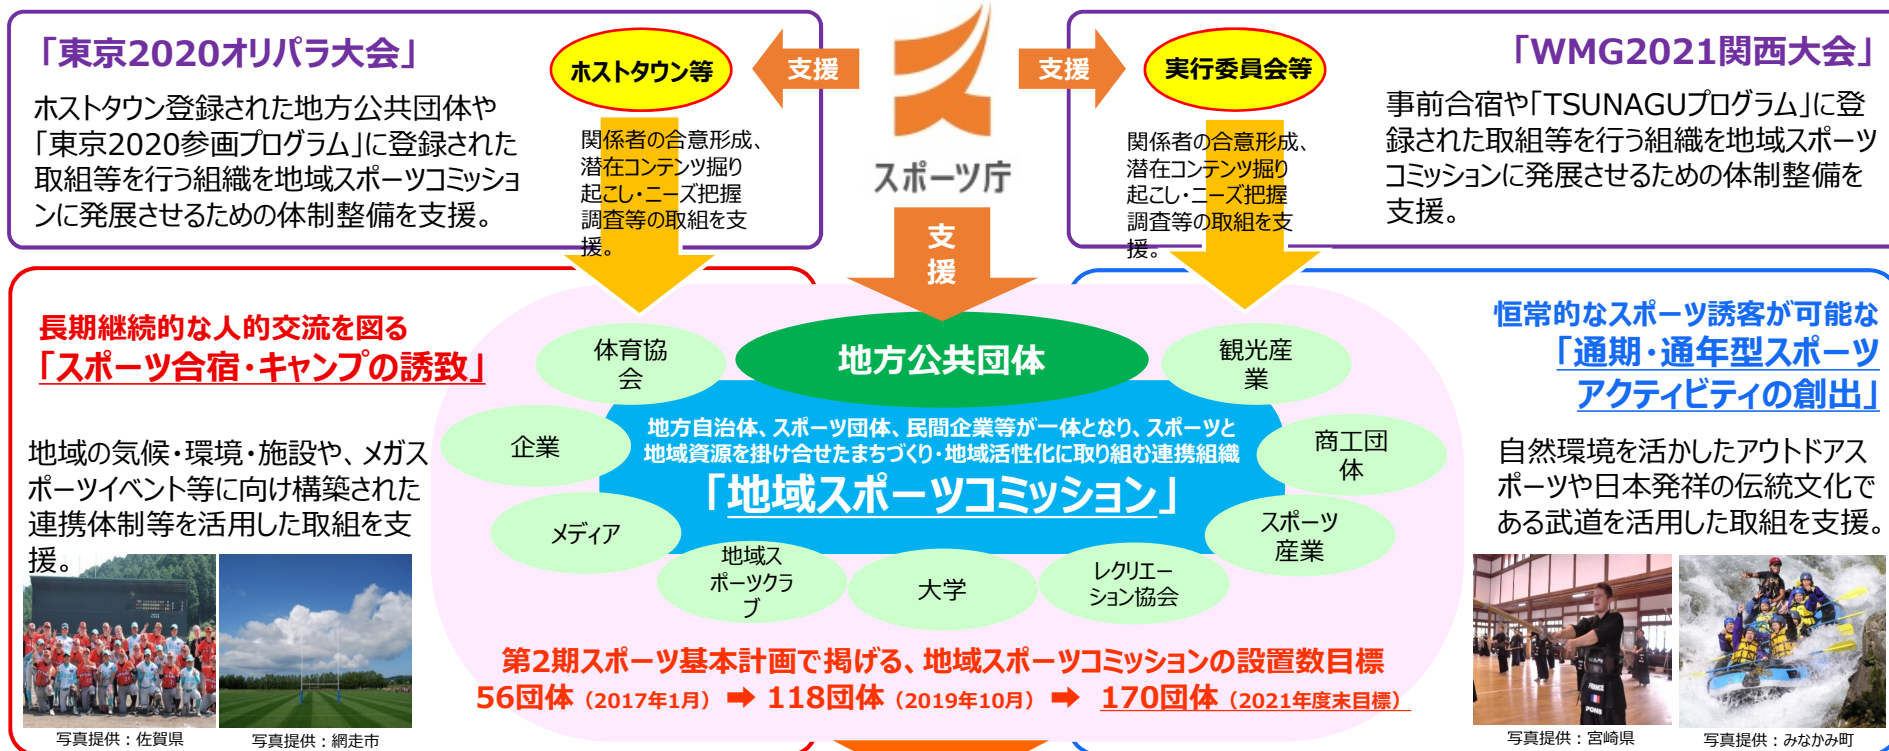 「東京2020オリパラ大会」
ホストタウン登録された地方公共団体や
「東京2020参画プログラム」に登録された
取組等を行う組織を地域スポーツコミッショ
ンに発展させるための体制整備を支援。
ホストタウン等
支援
関係者の合意形成、
潜在コンテンツ掘り
起こし・ニーズ把握
調査等の取組を支
援。
スポーツ庁
支
援
支援
実行委員会等
関係者の合意形成、
潜在コンテンツ掘り
起こし・ニーズ把握
調査等の取組を支
援。
「WMG2021関西大会」
事前合宿や「TSUNAGUプログラム」に登
録された取組等を行う組織を地域スポーツ
コミッションに発展させるための体制整備を
支援。
長期継続的な人的交流を図る
「スポーツ合宿・キャンプの誘致」
地域の気候・環境・施設や、メガス
ポーツイベント等に向け構築された
連携体制等を活用した取組を支
援。
写真提供：佐賀県
写真提供：網走市
地方公共団体
体育協
会
観光産
業
企業
商工団
体
メディア
スポーツ
産業
地域ス
ポーツクラ
ブ
大学
レクリエー
ション協会
地方自治体、スポーツ団体、民間企業等が一体となり、スポーツと
地域資源を掛け合せたまちづくり・地域活性化に取り組む連携組織
「地域スポーツコミッション」
第2期スポーツ基本計画で掲げる、地域スポーツコミッションの設置数目標
56団体（2017年1月）➡ 118団体（2019年10月）➡ 170団体（2021年度末目標）
恒常的なスポーツ誘客が可能な
「通期・通年型スポーツ
アクティビティの創出」
自然環境を活かしたアウトドアス
ポーツや日本発祥の伝統文化で
ある武道を活用した取組を支援。
FRANCE
PONS
写真提供：宮崎県
写真提供：みなかみ町